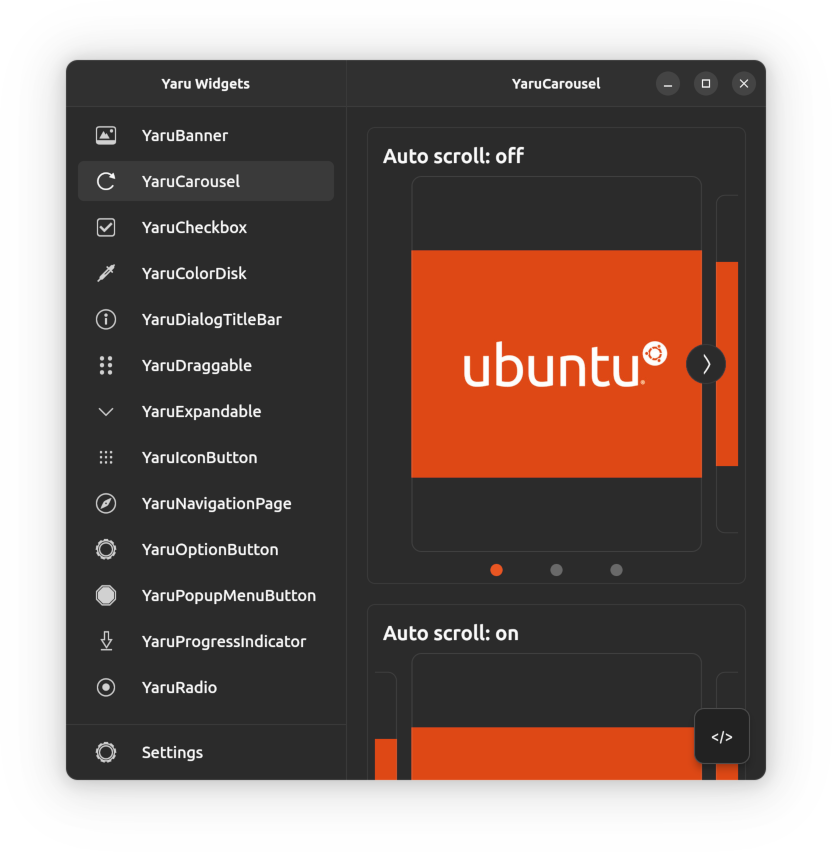 Yaru Widgets
YaruBanner
YaruCarousel
YaruCheckbox
YaruColorDisk
YaruDialogTitleBar
YaruDraggable
YaruExpandable
YaruIconButton
YaruNavigationPage
YaruOptionButton
YaruPopupMenuButton
YaruProgressIndicator
YaruRadio
Settings
YaruCarousel
Auto scroll: off
ubuntu
Auto scroll: on
</>